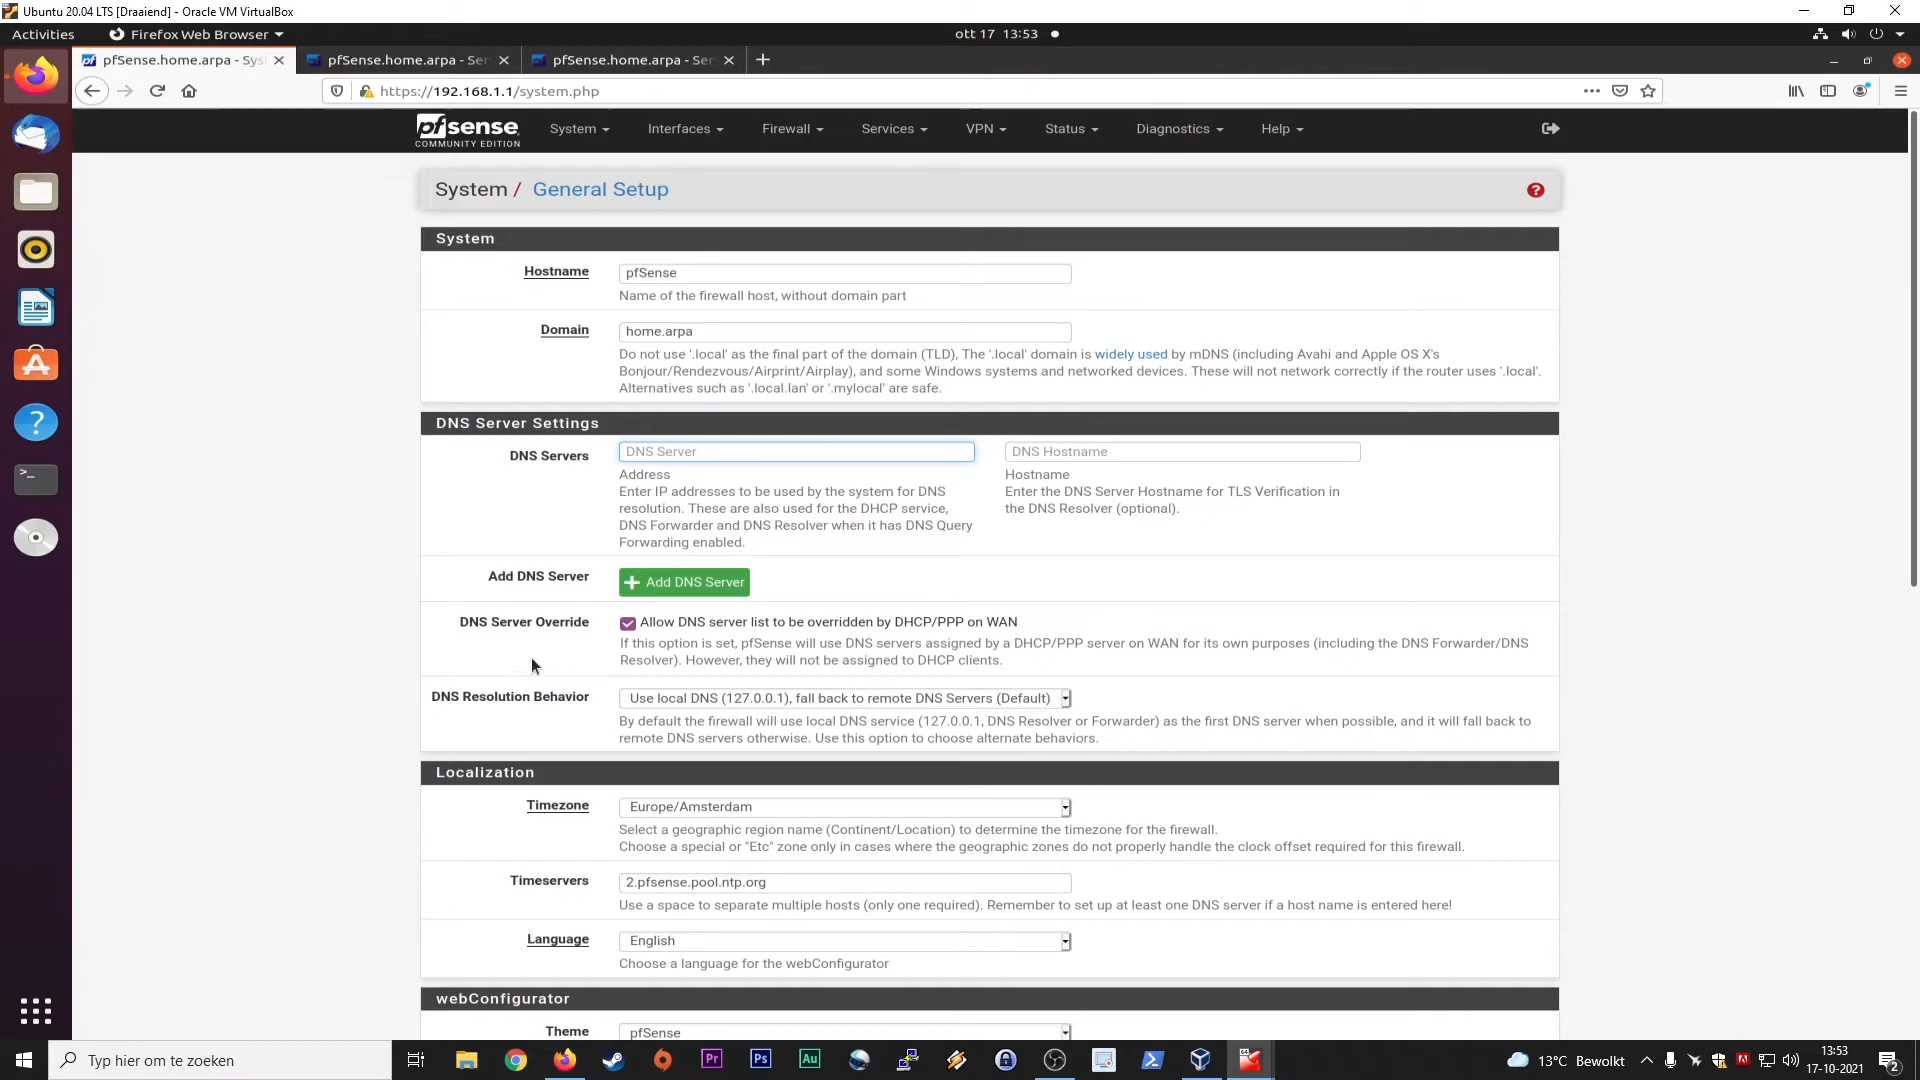 Ubuntu 20.04 LTS [Draaiend] - Oracle VM VirtualBox
Activities
Firefox Web Browser
ott 17 13:53
pfSense.home.arpa - Sys
pfSense.home.arpa - Ser
pfSense.home.arpa - Ser
https://192.168.1.1/system.php
pfsense
COMMUNITY EDITION
System
Interfaces
Firewall
Services
VPN
Status
Diagnostics
Help
System / General Setup
System
Hostname
pfSense
Name of the firewall host, without domain part
Domain
home.arpa
Do not use '.local' as the final part of the domain (TLD), The '.local' domain is widely used by mDNS (including Avahi and Apple OS X's
Bonjour/Rendezvous/Airprint/Airplay), and some Windows systems and networked devices. These will not network correctly if the router uses '.local'.
Alternatives such as '.local.lan' or '.mylocal' are safe.
DNS Server Settings
DNS Servers
DNS Server
DNS Hostname
Address
Hostname
Enter IP addresses to be used by the system for DNS
resolution. These are also used for the DHCP service,
DNS Forwarder and DNS Resolver when it has DNS Query
Forwarding enabled.
Enter the DNS Server Hostname for TLS Verification in
the DNS Resolver (optional).
Add DNS Server
Add DNS Server
DNS Server Override
Allow DNS server list to be overridden by DHCP/PPP on WAN
If this option is set, pfSense will use DNS servers assigned by a DHCP/PPP server on WAN for its own purposes (including the DNS Forwarder/DNS
Resolver). However, they will not be assigned to DHCP clients.
DNS Resolution Behavior
Use local DNS (127.0.0.1), fall back to remote DNS Servers (Default)
By default the firewall will use local DNS service (127.0.0.1, DNS Resolver or Forwarder) as the first DNS server when possible, and it will fall back to
remote DNS servers otherwise. Use this option to choose alternate behaviors.
Localization
Timezone
Europe/Amsterdam
Select a geographic region name (Continent/Location) to determine the timezone for the firewall.
Choose a special or "Etc" zone only in cases where the geographic zones do not properly handle the clock offset required for this firewall.
Timeservers
2.pfsense.pool.ntp.org
Use a space to separate multiple hosts (only one required). Remember to set up at least one DNS server if a host name is entered here!
Language
English
Choose a language for the webConfigurator
webConfigurator
Theme
pfSense
Typ hier om te zoeken
Pr
Ps
Au
13°C Bewolkt
13:53
17-10-2021
2